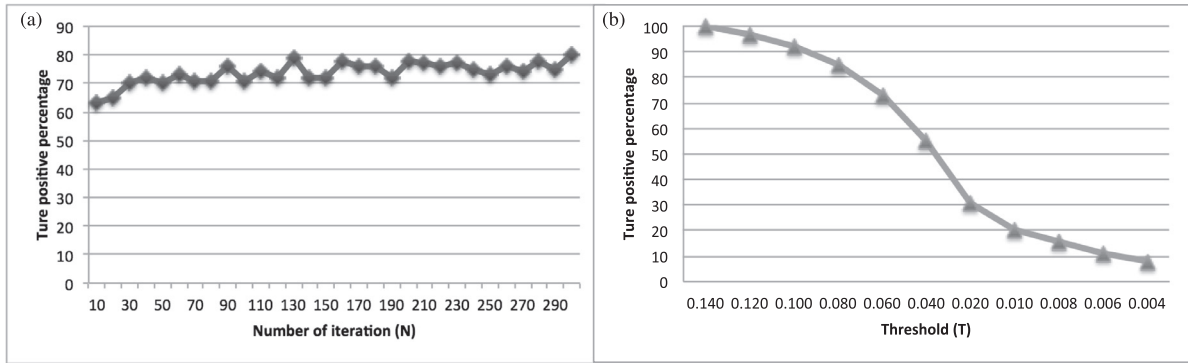 (a)
90
80
70
60
50
40
30
20
10
0
Ture positive percentage
10 30 50 70 90 110 130 150 170 190 210 230 250 270 290
Number of iteration (N)
(b)
100
90
80
70
60
50
40
30
20
10
0
Ture positive percentage
0.140 0.120 0.100 0.080 0.060 0.040 0.020 0.010 0.008 0.006 0.004
Threshold (T)